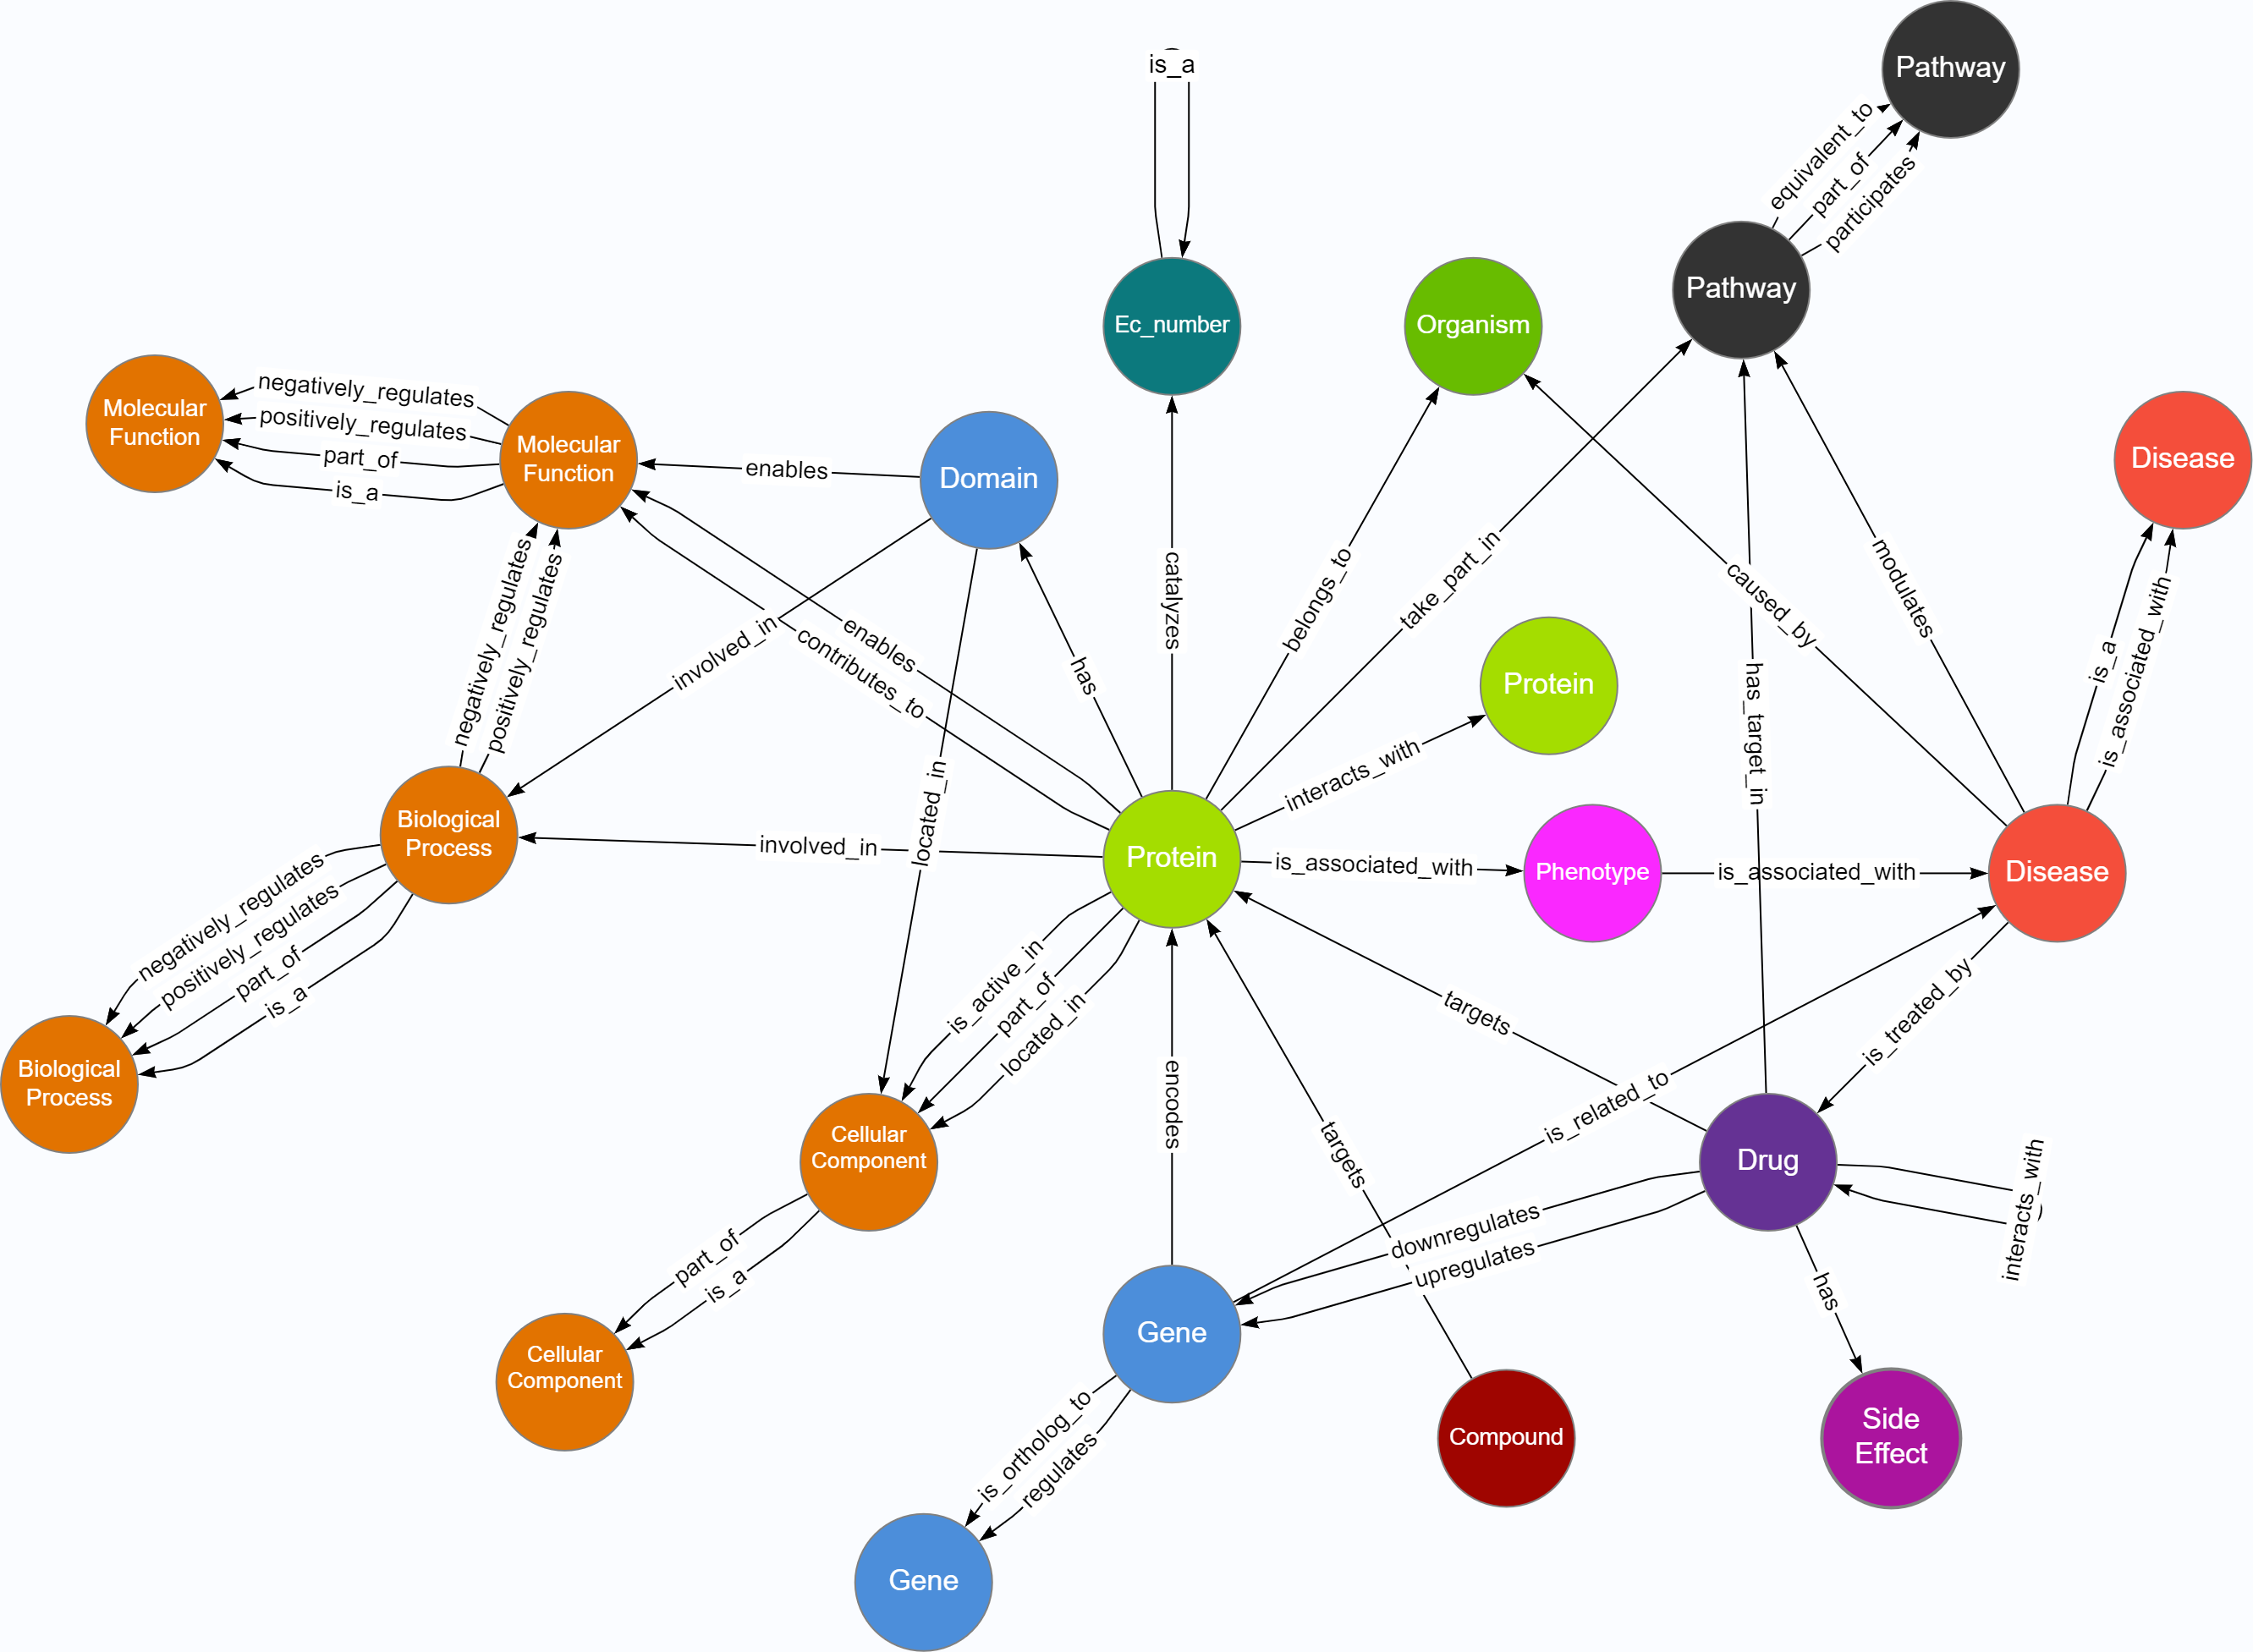 is_a
Pathway
equivalent_to
part_of
participates
Pathway
Ec_number
Organism
Molecular
Function
negatively_regulates
positively_regulates
part_of
is_a
Molecular
Function
enables
Domain
Disease
catalyzes
belongs_to
take_part_in
caused_by
modulates
is_a
is_associated_with
negatively_regulates
positively_regulates
involved_in
enables
contributes_to
has
has_target_in
Protein
interacts_with
located_in
Biological
Process
involved_in
Protein
is_associated_with
Phenotype
is_associated_with
Disease
negatively_regulates
positively_regulates
part_of
is_a
is_active_in
part_of
located_in
targets
is_treated_by
Biological
Process
encodes
targets
is_related_to
Cellular
Component
Drug
interacts_with
downregulates
upregulates
has
part_of
is_a
Gene
Cellular
Component
is_ortholog_to
regulates
Compound
Side
Effect
Gene